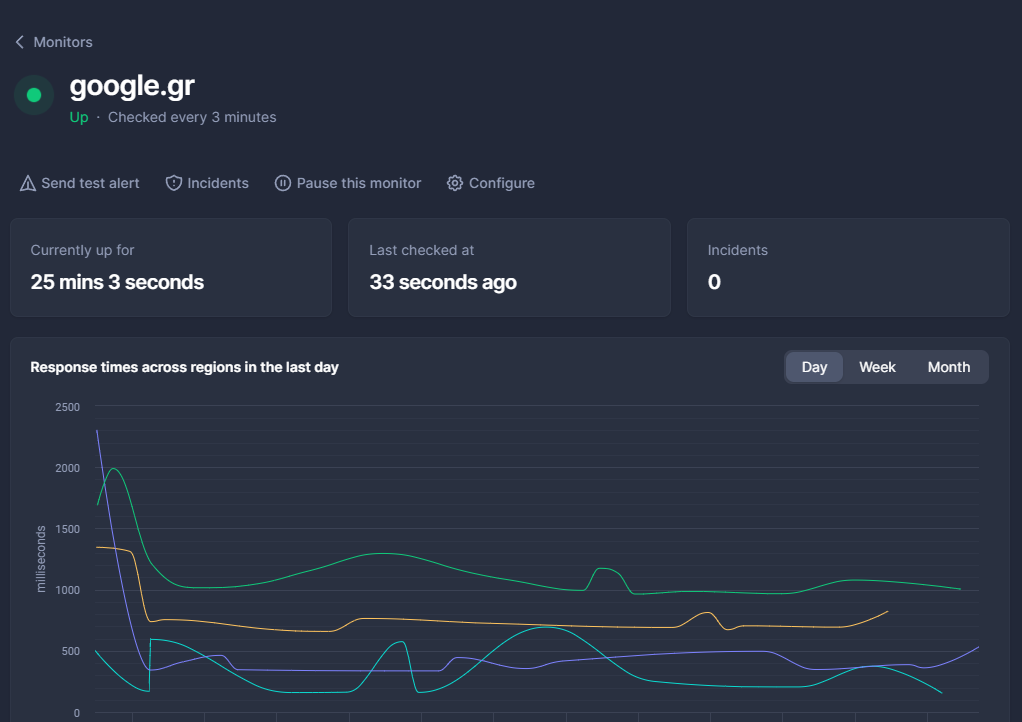 Monitors
google.gr
Up · Checked every 3 minutes
Send test alert Incidents Pause this monitor Configure
Currently up for
25 mins 3 seconds
Last checked at
33 seconds ago
Incidents
0
Response times across regions in the last day
Day Week Month
milliseconds
2500
2000
1500
1000
500
0